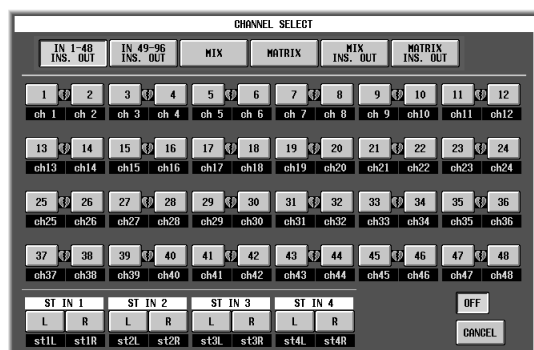 CHANNEL SELECT
IN 1-48 IN 49-96 MIX MATRIX MIX MATRIX
INS. OUT INS. OUT INS. OUT INS. OUT
1 2 3 4 5 6 7 8 9 10 11 12
ch 1 ch 2 ch 3 ch 4 ch 5 ch 6 ch 7 ch 8 ch 9 ch10 ch11 ch12
13 14 15 16 17 18 19 20 21 22 23 24
ch13 ch14 ch15 ch16 ch17 ch18 ch19 ch20 ch21 ch22 ch23 ch24
25 26 27 28 29 30 31 32 33 34 35 36
ch25 ch26 ch27 ch28 ch29 ch30 ch31 ch32 ch33 ch34 ch35 ch36
37 38 39 40 41 42 43 44 45 46 47 48
ch37 ch38 ch39 ch40 ch41 ch42 ch43 ch44 ch45 ch46 ch47 ch48
ST IN 1 ST IN 2 ST IN 3 ST IN 4 OFF
L R L R L R L R
st1L st1R st2L st2R st3L st3R st4L st4R CANCEL